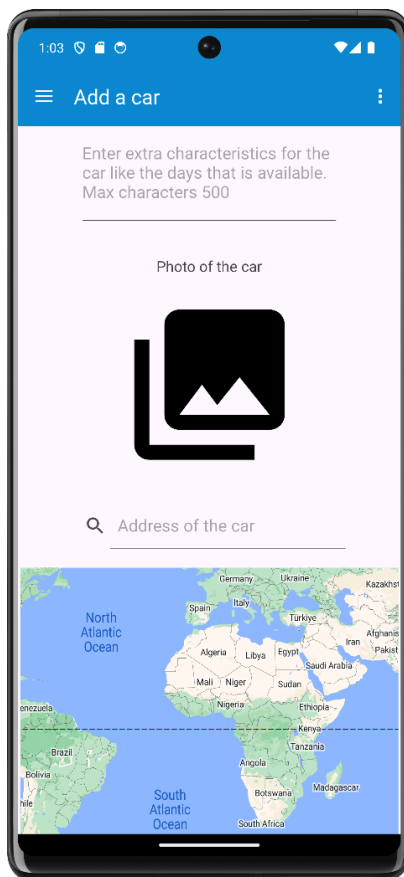 1:03
Add a car
Enter extra characteristics for the
car like the days that is available.
Max characters 500
Photo of the car
Address of the car
Germany
Ukraine
Kazakhst
Spain
Italy
Türkiye
North
Atlantic
Ocean
Afghanis
Iran
Pakist
Algeria
Libya
Egypt
Saudi Arabia
Mali
Niger
Sudan
Nigeria
Ethiopia
enezuela
Kenya
Tanzania
Brazil
Angola
Bolivia
Botswana
Madagascar
South
Atlantic
Ocean
hile
South Africa